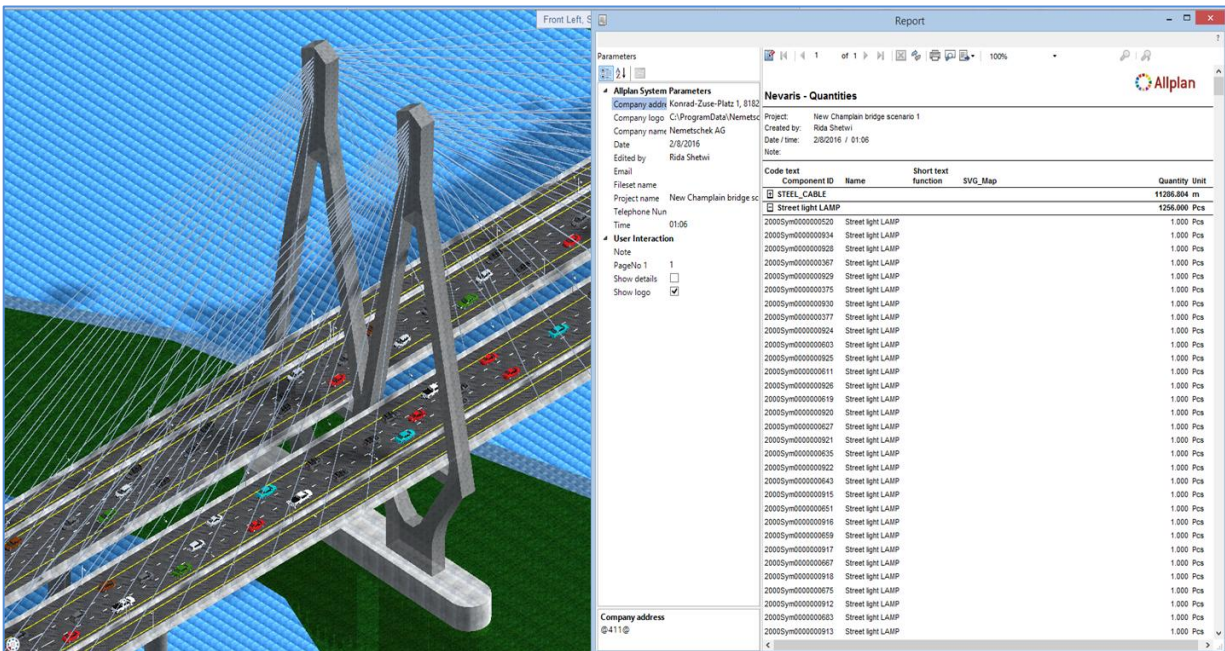 Front Left, S
Report
Parameters
Allplan System Parameters
Company addre Konrad-Zuse-Platz 1, 8182
Company logo C:\ProgramData\Nemetsc
Company name Nemetschek AG
Date 2/8/2016
Edited by Rida Shetwi
Email
Fileset name
Project name New Champlain bridge sc
Telephone Nun
Time 01:06
User Interaction
Note
PageNo 1 1
Show details
Show logo
Company address
@411@
1 of 1 100%
Allplan
Nevaris - Quantities
Project: New Champlain bridge scenario 1
Created by: Rida Shetwi
Date / time: 2/8/2016 / 01:06
Note:
Code text Short text
Component ID Name function SVG_Map Quantity Unit
STEEL_CABLE 11286.804 m
Street light LAMP 1256.000 Pcs
2000Sym0000000520 Street light LAMP 1.000 Pcs
2000Sym0000000934 Street light LAMP 1.000 Pcs
2000Sym0000000928 Street light LAMP 1.000 Pcs
2000Sym0000000367 Street light LAMP 1.000 Pcs
2000Sym0000000929 Street light LAMP 1.000 Pcs
2000Sym0000000375 Street light LAMP 1.000 Pcs
2000Sym0000000930 Street light LAMP 1.000 Pcs
2000Sym0000000377 Street light LAMP 1.000 Pcs
2000Sym0000000924 Street light LAMP 1.000 Pcs
2000Sym0000000603 Street light LAMP 1.000 Pcs
2000Sym0000000925 Street light LAMP 1.000 Pcs
2000Sym0000000611 Street light LAMP 1.000 Pcs
2000Sym0000000926 Street light LAMP 1.000 Pcs
2000Sym0000000619 Street light LAMP 1.000 Pcs
2000Sym0000000920 Street light LAMP 1.000 Pcs
2000Sym0000000627 Street light LAMP 1.000 Pcs
2000Sym0000000921 Street light LAMP 1.000 Pcs
2000Sym0000000635 Street light LAMP 1.000 Pcs
2000Sym0000000922 Street light LAMP 1.000 Pcs
2000Sym0000000643 Street light LAMP 1.000 Pcs
2000Sym0000000915 Street light LAMP 1.000 Pcs
2000Sym0000000651 Street light LAMP 1.000 Pcs
2000Sym0000000916 Street light LAMP 1.000 Pcs
2000Sym0000000659 Street light LAMP 1.000 Pcs
2000Sym0000000917 Street light LAMP 1.000 Pcs
2000Sym0000000667 Street light LAMP 1.000 Pcs
2000Sym0000000918 Street light LAMP 1.000 Pcs
2000Sym0000000675 Street light LAMP 1.000 Pcs
2000Sym0000000912 Street light LAMP 1.000 Pcs
2000Sym0000000683 Street light LAMP 1.000 Pcs
2000Sym0000000913 Street light LAMP 1.000 Pcs